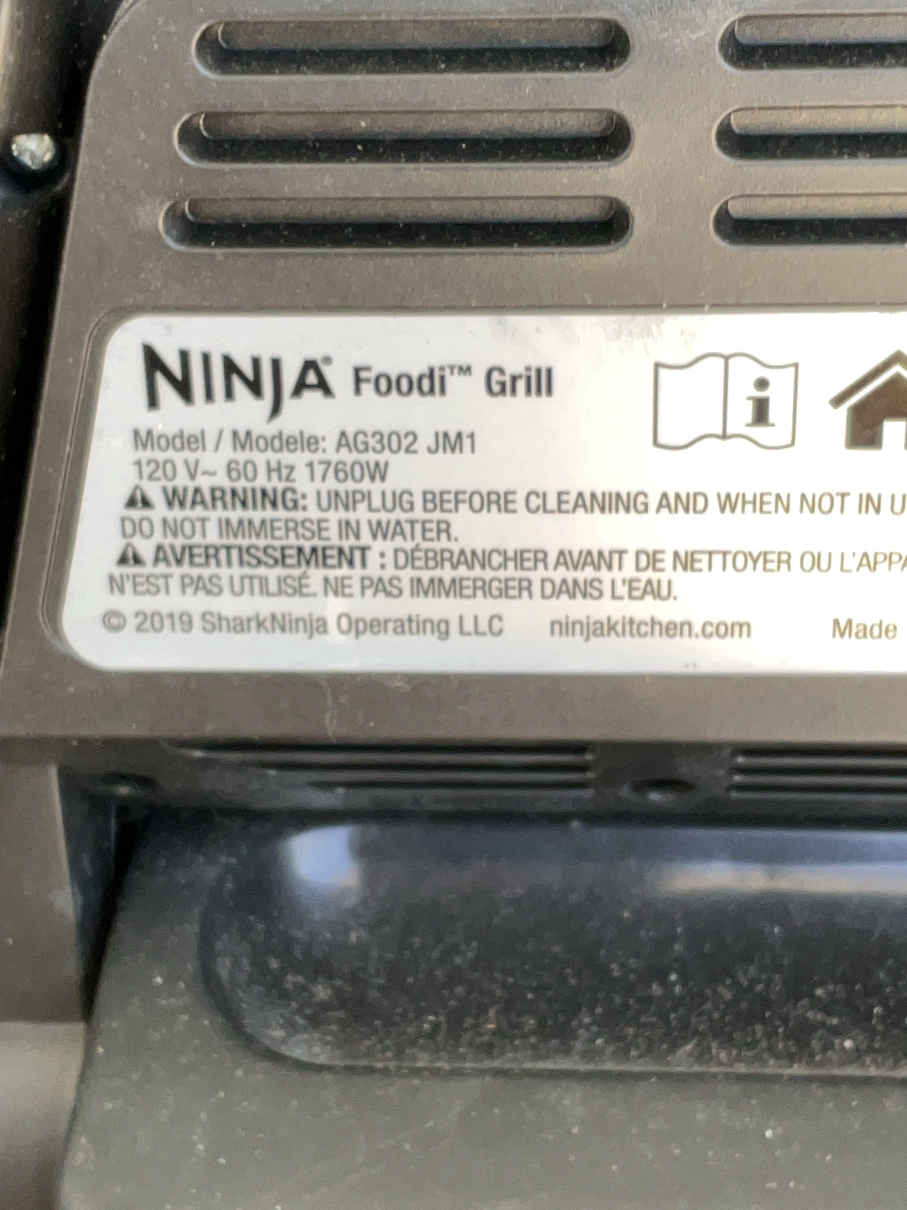 NINJA® Foodi™ Grill
Model / Modele: AG302 JM1
120 V~ 60 Hz 1760W
⚠ WARNING: UNPLUG BEFORE CLEANING AND WHEN NOT IN U
DO NOT IMMERSE IN WATER.
⚠ AVERTISSEMENT : DÉBRANCHER AVANT DE NETTOYER OU L'APPA
N'EST PAS UTILISÉ. NE PAS IMMERGER DANS L'EAU.
© 2019 SharkNinja Operating LLC ninjakitchen.com Made